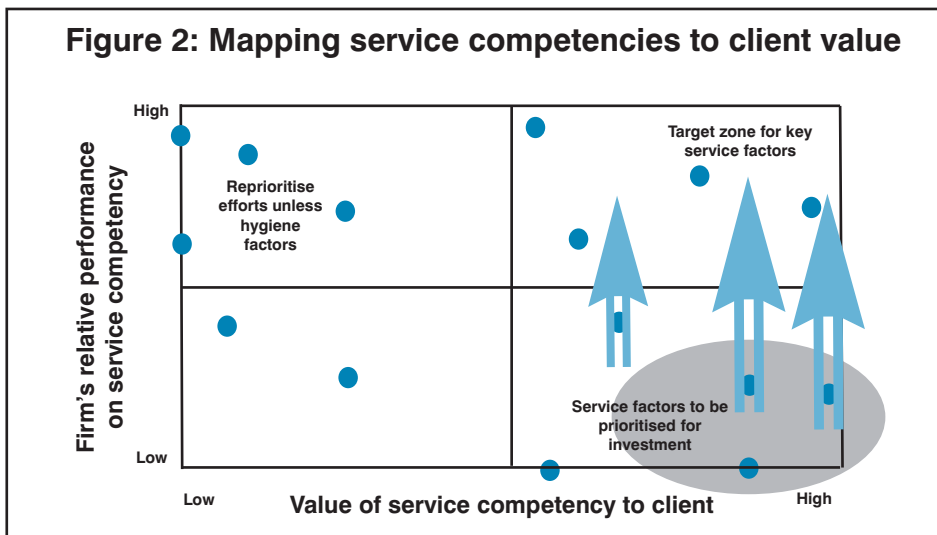 Figure 2: Mapping service competencies to client value
High
Target zone for key
service factors
Reprioritise
efforts unless
hygiene
factors
Firm's relative performance
on service competency
Service factors to be
prioritised for
investment
Low
Low
Value of service competency to client
High